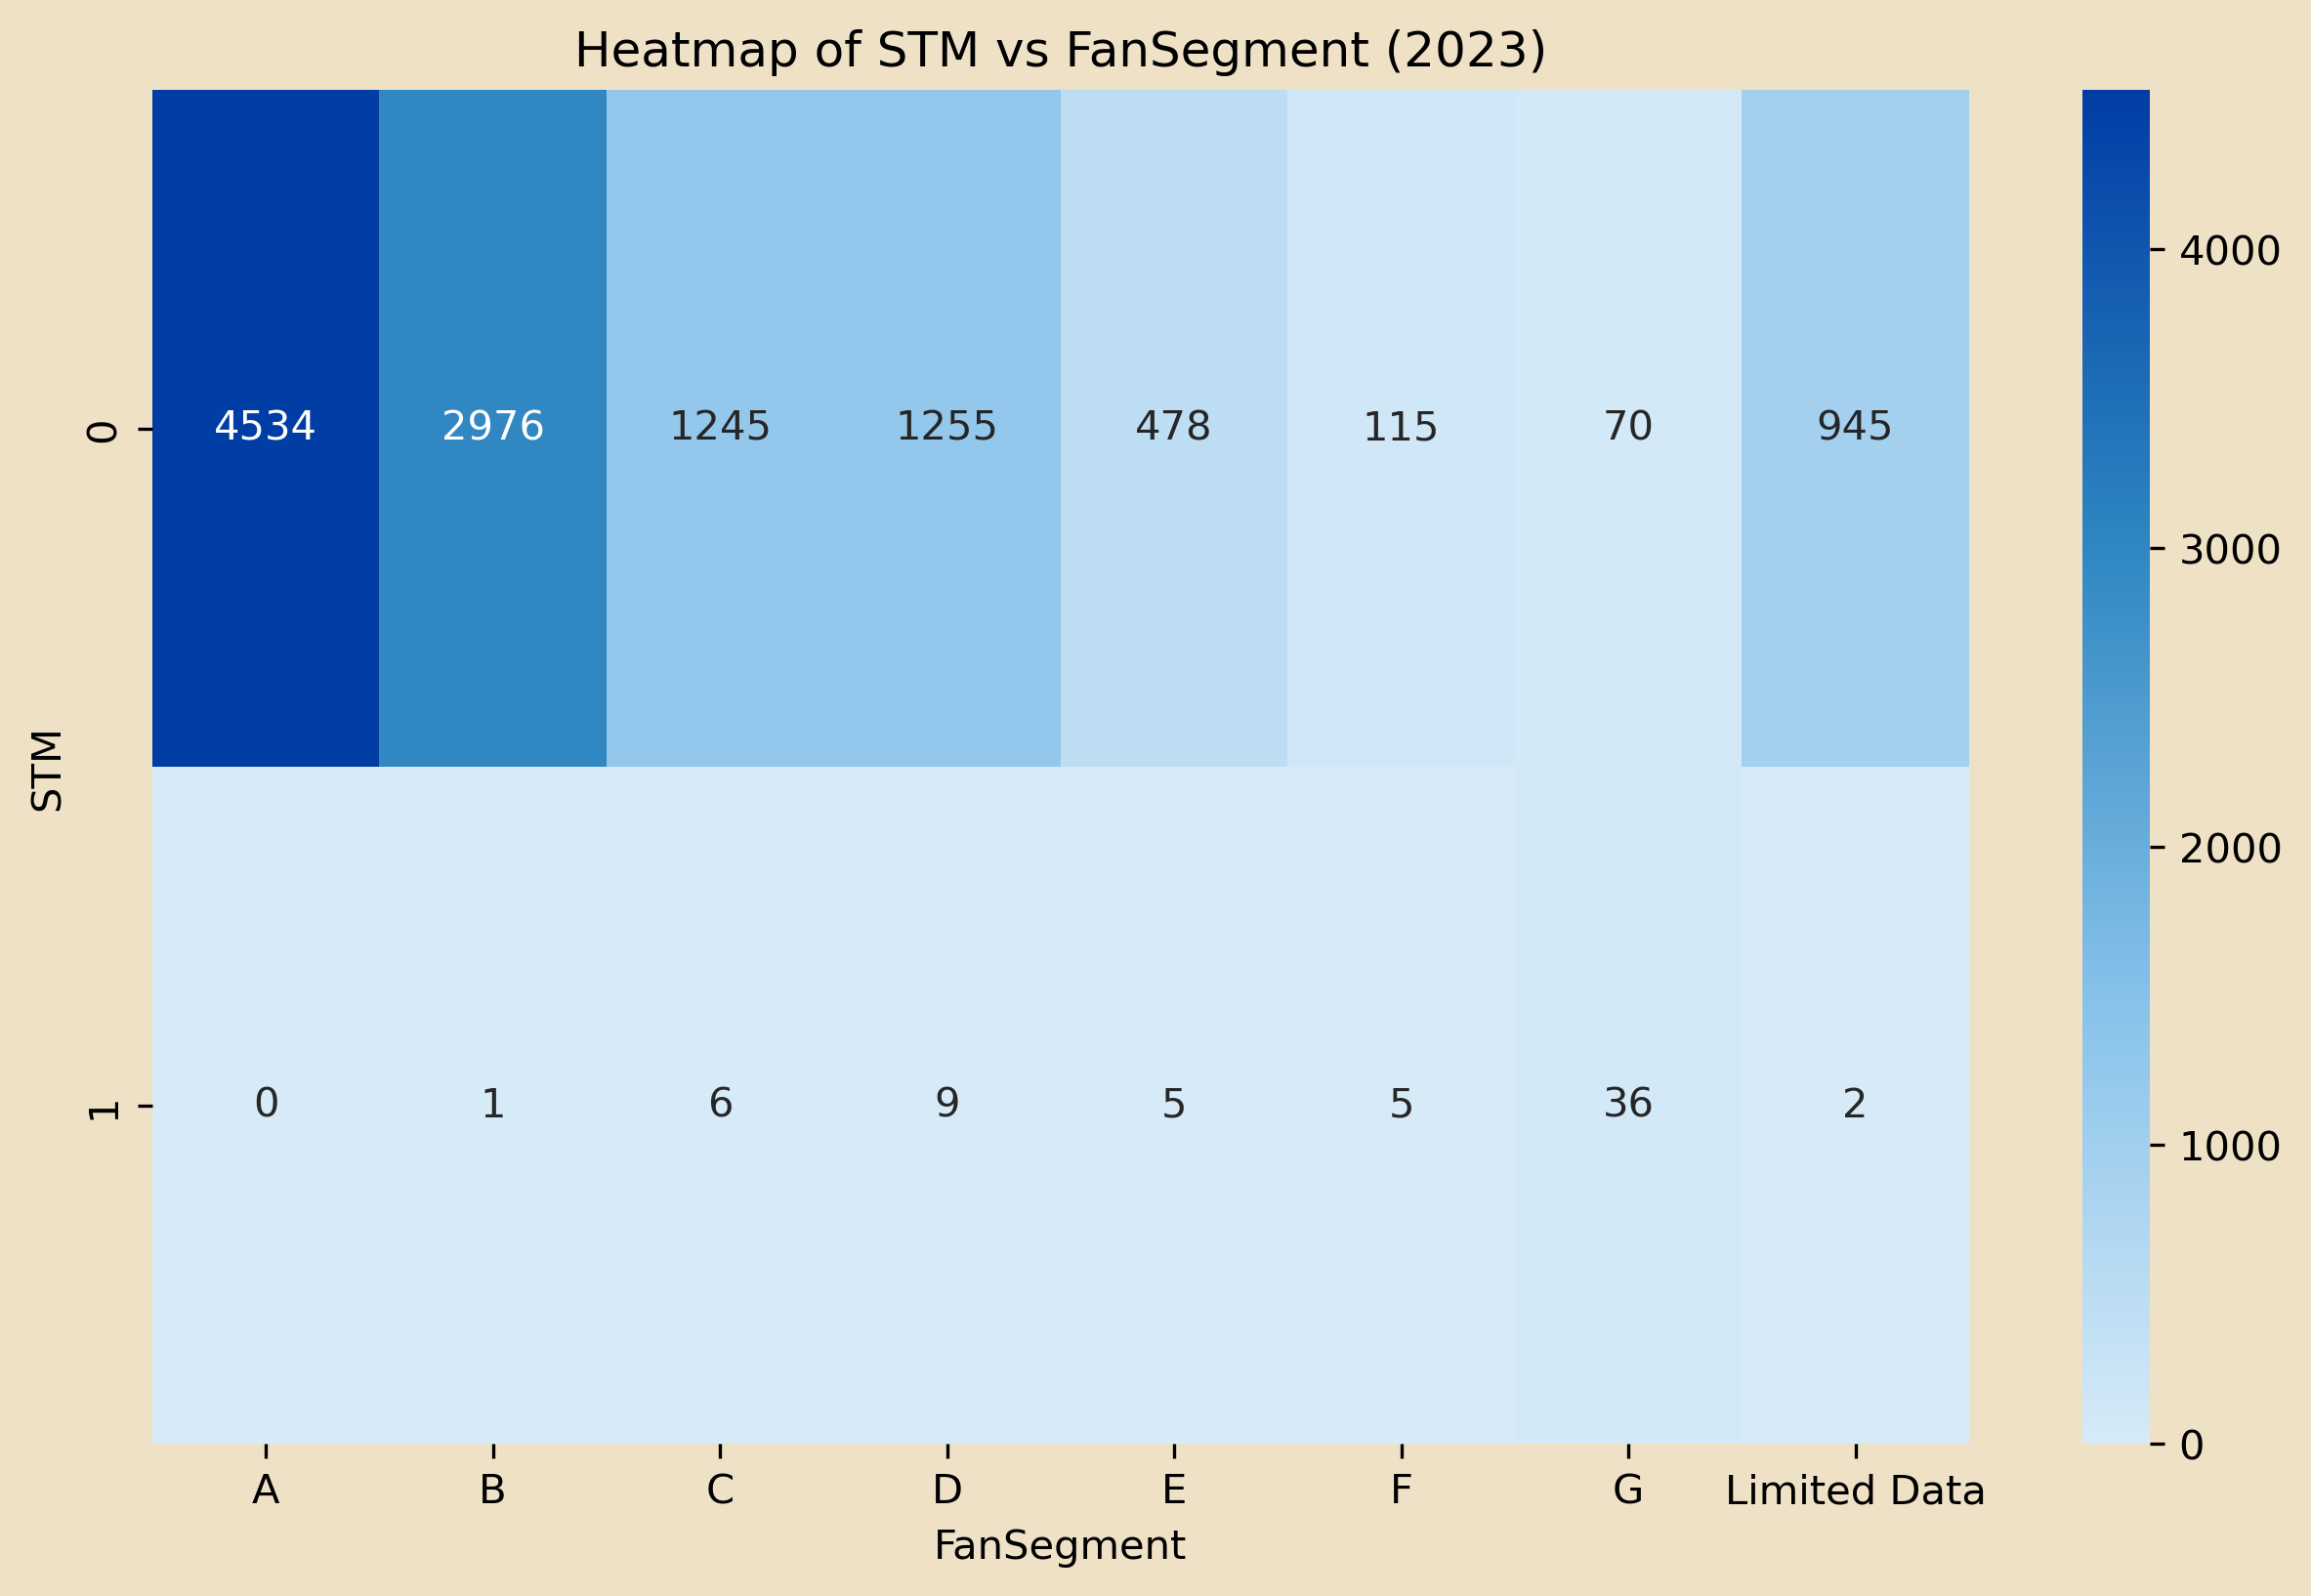 Heatmap of STM vs FanSegment (2023)
4534 2976 1245 1255 478 115 70 945
0 1 6 9 5 5 36 2
0
1
STM
A B C D E F G Limited Data
FanSegment
4000
3000
2000
1000
0